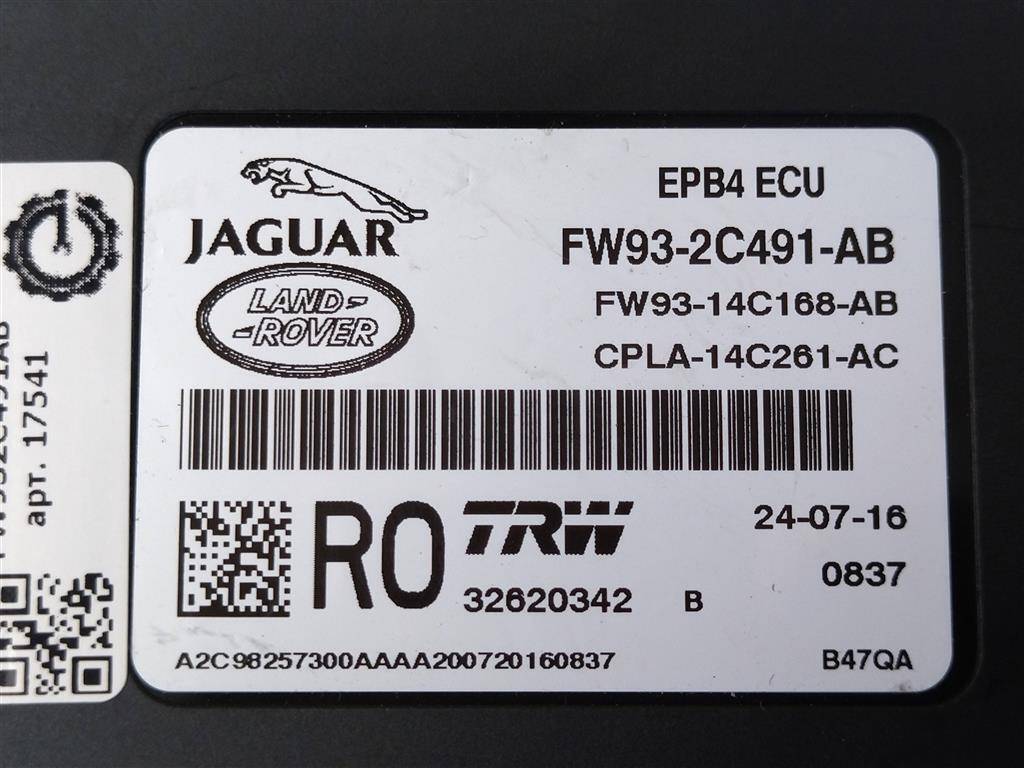 JAGUAR
LAND-
-ROVER
EPB4 ECU
FW93-2C491-AB
FW93-14C168-AB
CPLA-14C261-AC
RO
TRW
24-07-16
0837
32620342 B
A2C98257300AAAA200720160837
B47QA
арт. 17541